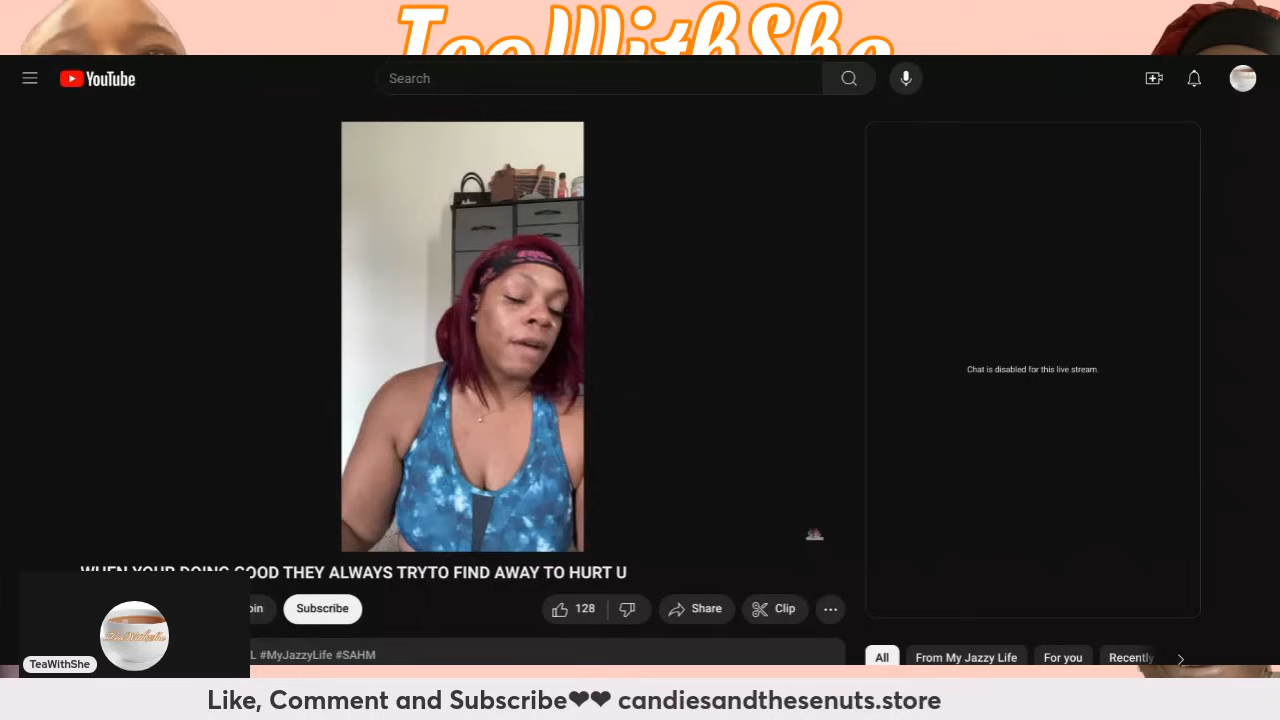 TeaWithShe
YouTube
Search
Chat is disabled for this live stream.
WHEN YOUR DOING GOOD THEY ALWAYS TRYTO FIND AWAY TO HURT U
Subscribe
128
Share
Clip
TeaWithShe
TeaWithShe
#MyJazzyLife #SAHM
All
From My Jazzy Life
For you
Recently
Like, Comment and Subscribe❤❤ candiesandthesenuts.store